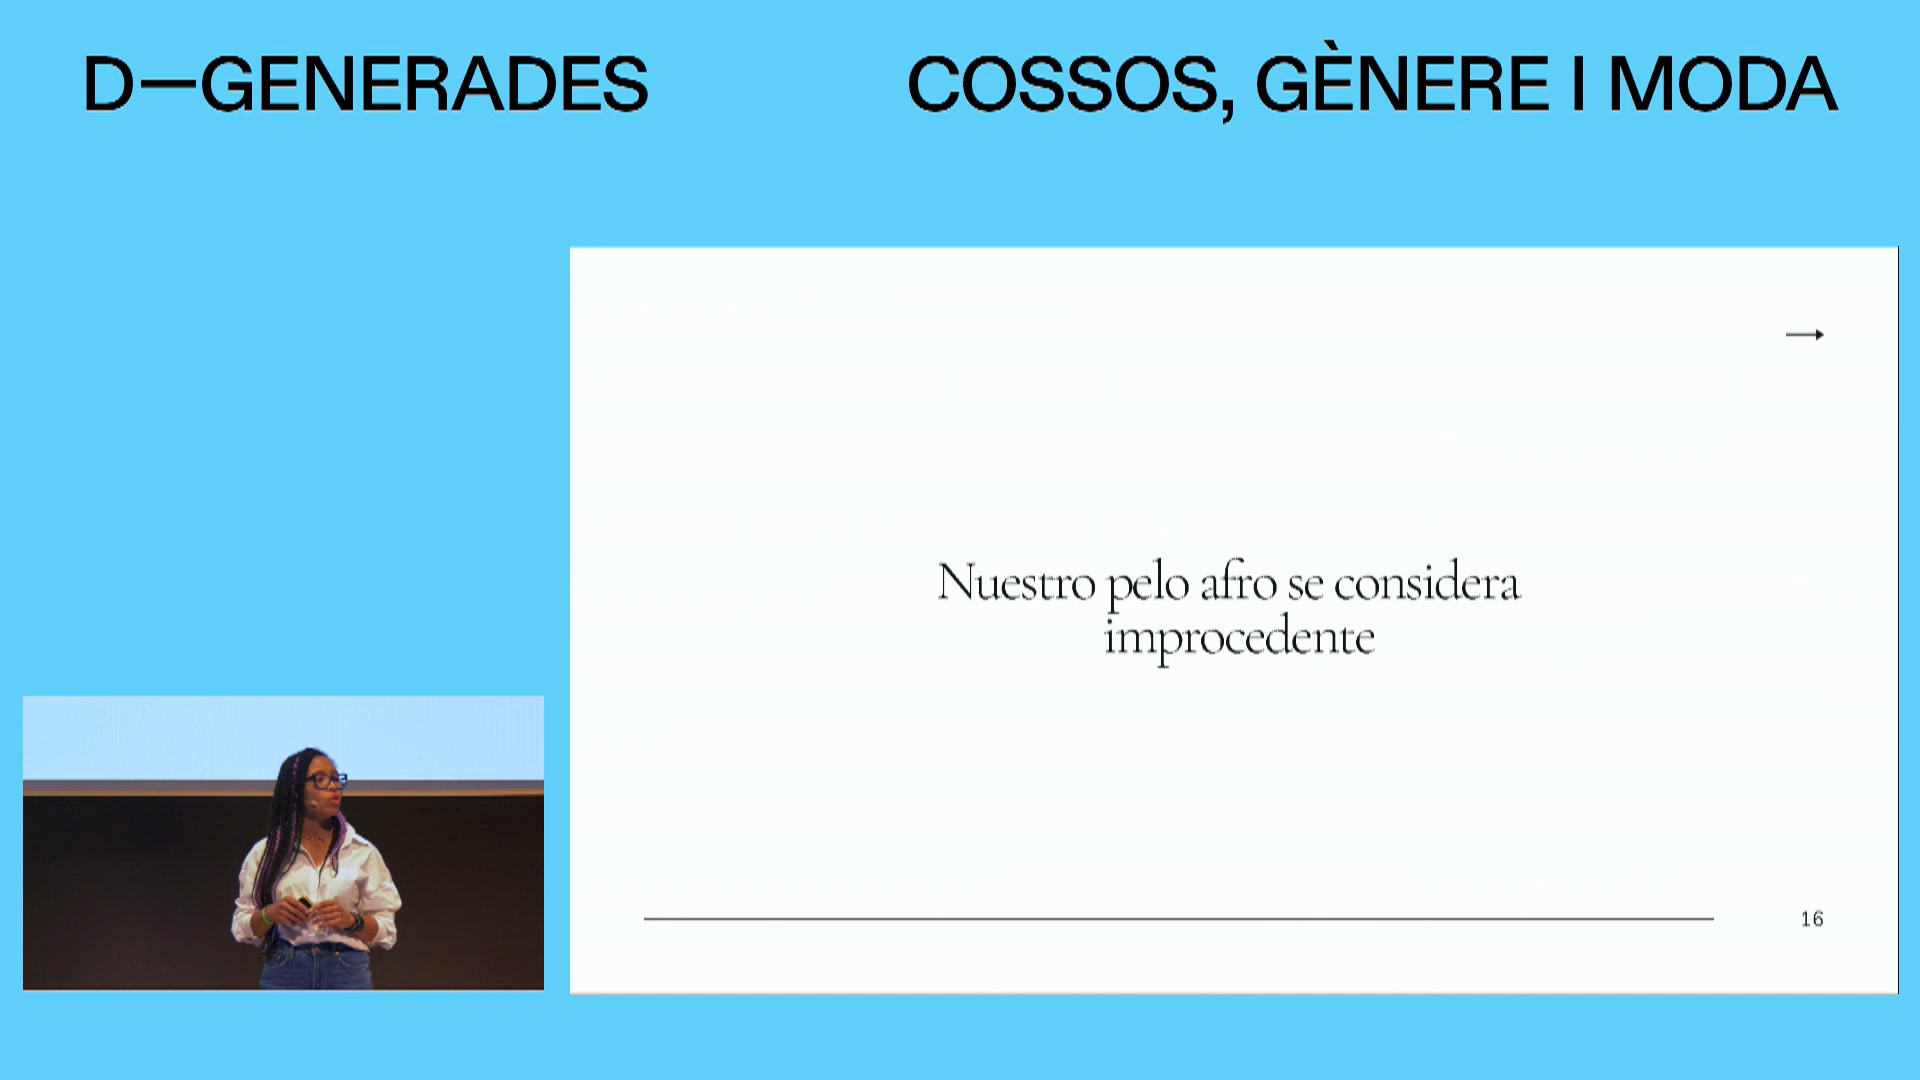 D—GENERADES
COSSOS, GÈNERE I MODA
Nuestro pelo afro se considera
improcedente
16